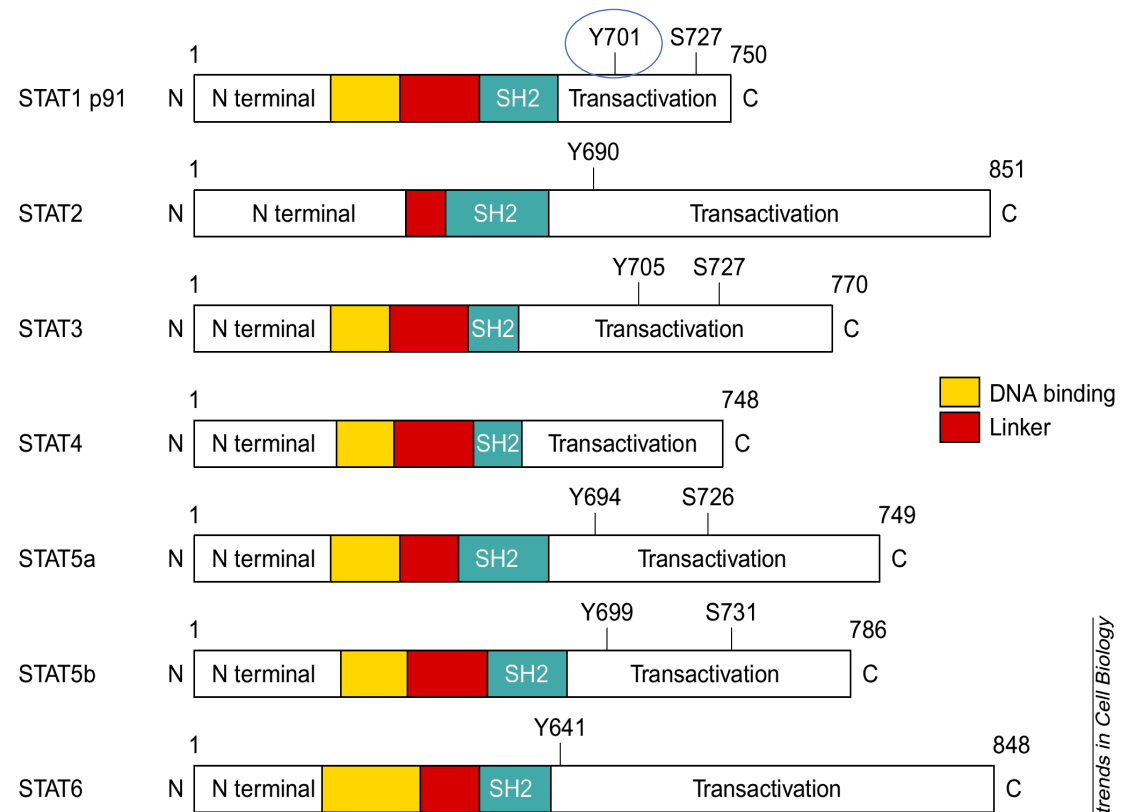 Y701 S727
1 750
STAT1 p91 N N terminal SH2 Transactivation C
Y690
1 851
STAT2 N N terminal SH2 Transactivation C
Y705 S727
1 770
STAT3 N N terminal SH2 Transactivation C
DNA binding
Linker
1 748
STAT4 N N terminal SH2 Transactivation C
Y694 S726
1 749
STAT5a N N terminal SH2 Transactivation C
Y699 S731
1 786
STAT5b N N terminal SH2 Transactivation C
Y641
1 848
STAT6 N N terminal SH2 Transactivation C
trends in Cell Biology